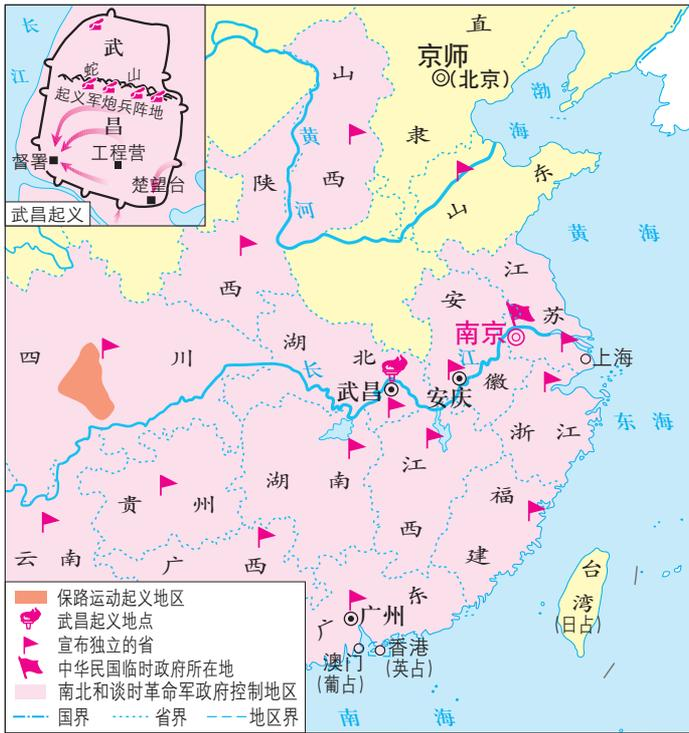 长
江
武
蛇 山
起义军炮兵阵地
昌
督署
工程营
楚望台
武昌起义
直
京师
(北京)
隶
渤
海
山
西
黄
河
陕
西
山
东
黄 海
江
苏
安
徽
南京
四 川
湖 北
长
江
武昌
安庆
上海
浙 江
东 海
湖 南
江
西
贵 州
福
建
云 南
广 西
广 东
广州
澳门
(葡占)
香港
(英占)
台
湾
(日占)
南 海
保路运动起义地区
武昌起义地点
宣布独立的省
中华民国临时政府所在地
南北和谈时革命军政府控制地区
国界 省界 地区界